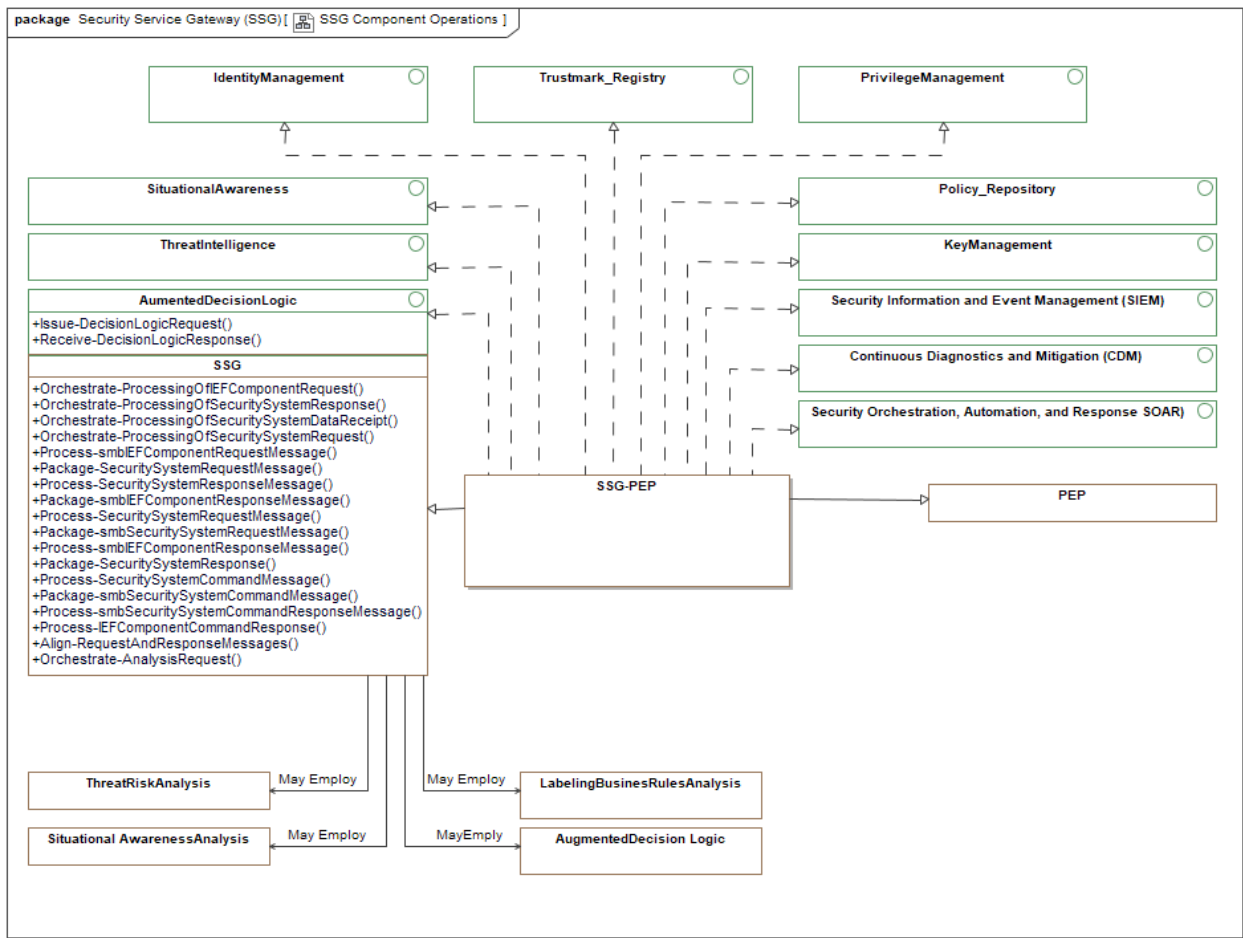 package Security Service Gateway (SSG) [ SSG Component Operations ]
IdentityManagement
Trustmark_Registry
PrivilegeManagement
SituationalAwareness
Policy_Repository
ThreatIntelligence
KeyManagement
AumentedDecisionLogic
+Issue-DecisionLogicRequest()
+Receive-DecisionLogicResponse()
Security Information and Event Management (SIEM)
Continuous Diagnostics and Mitigation (CDM)
Security Orchestration, Automation, and Response SOAR)
SSG
+Orchestrate-ProcessingOfIEFComponentRequest()
+Orchestrate-ProcessingOfSecuritySystemResponse()
+Orchestrate-ProcessingOfSecuritySystemDataReceipt()
+Orchestrate-ProcessingOfSecuritySystemRequest()
+Process-smbIEFComponentRequestMessage()
+Package-SecuritySystemRequestMessage()
+Process-SecuritySystemResponseMessage()
+Package-smbIEFComponentResponseMessage()
+Process-SecuritySystemRequestMessage()
+Package-smbSecuritySystemRequestMessage()
+Process-smbIEFComponentResponseMessage()
+Package-SecuritySystemResponse()
+Process-SecuritySystemCommandMessage()
+Package-smbSecuritySystemCommandMessage()
+Process-smbSecuritySystemCommandResponseMessage()
+Process-IEFComponentCommandResponse()
+Align-RequestAndResponseMessages()
+Orchestrate-AnalysisRequest()
SSG-PEP
PEP
ThreatRiskAnalysis
May Employ
May Employ
LabelingBusinesRulesAnalysis
Situational AwarenessAnalysis
May Employ
MayEmply
AugmentedDecision Logic